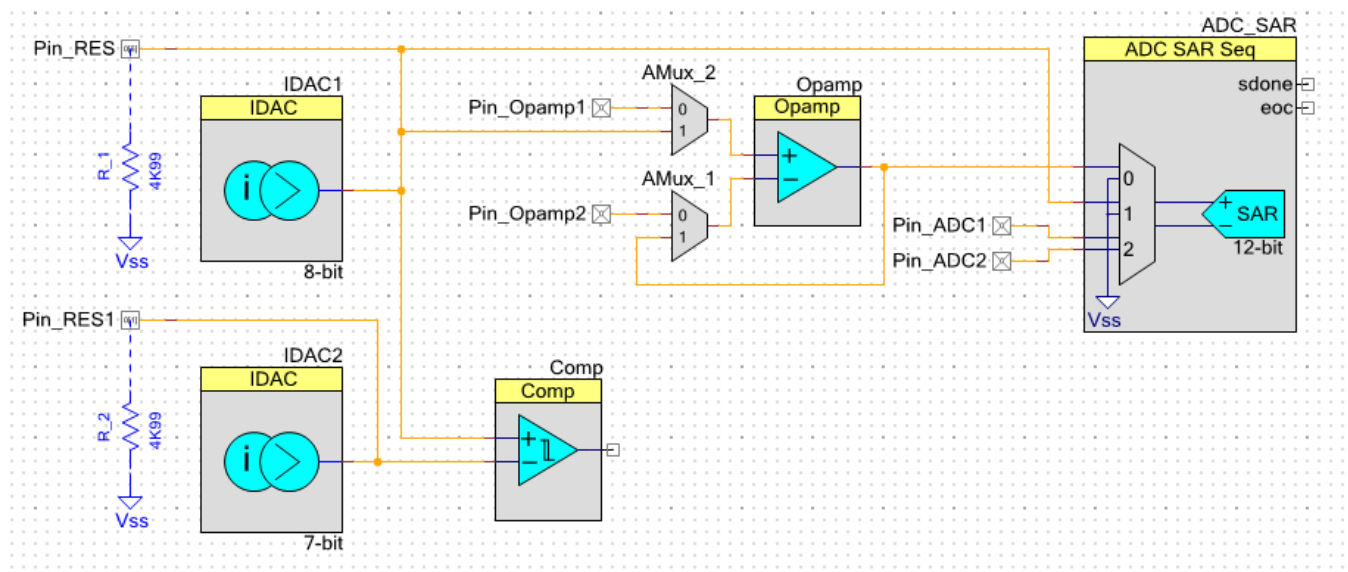 ADC_SAR
Pin_RES
ADC SAR Seq
AMux_2
Opamp
IDAC1
sdone
IDAC
Pin_Opamp1
0
Opamp
eoc
1
+
−
R_1
4K99
i
AMux_1
0
Pin_Opamp2
0
1
+
SAR
−
Pin_ADC1
1
12-bit
Vss
Pin_ADC2
2
8-bit
Pin_RES1
Vss
IDAC2
Comp
IDAC
Comp
R_2
4K99
i
+
−
Vss
7-bit